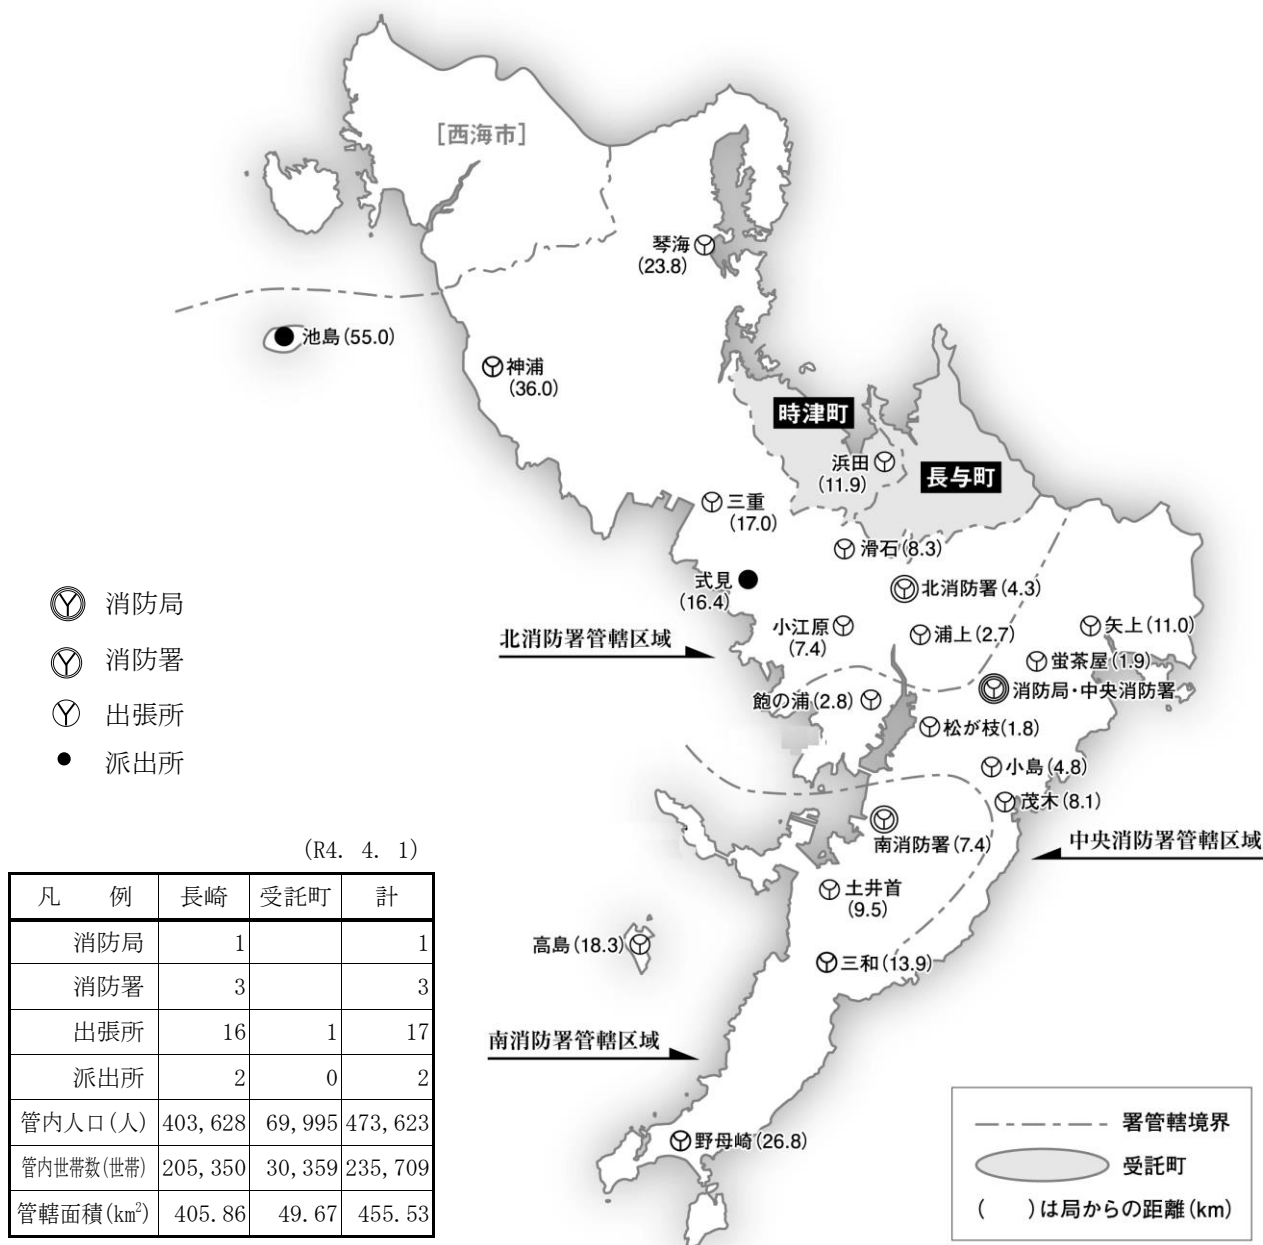 [西海市]
琴海
(23.8)
池島(55.0)
神浦
(36.0)
時津町
浜田
(11.9)
長与町
三重
(17.0)
滑石(8.3)
式見
(16.4)
北消防署(4.3)
小江原
(7.4)
浦上(2.7)
矢上(11.0)
北消防署管轄区域
蛍茶屋(1.9)
消防局・中央消防署
飽の浦(2.8)
松が枝(1.8)
小島(4.8)
茂木(8.1)
南消防署(7.4)
中央消防署管轄区域
土井首
(9.5)
高島(18.3)
三和(13.9)
南消防署管轄区域
野母崎(26.8)
消防局
消防署
出張所
派出所
(R4. 4. 1)
凡 例 長崎 受託町 計
消防局 1 1
消防署 3 3
出張所 16 1 17
派出所 2 0 2
管内人口(人) 403,628 69,995 473,623
管内世帯数(世帯) 205,350 30,359 235,709
管轄面積(km²) 405.86 49.67 455.53
署管轄境界
受託町
( )は局からの距離(km)